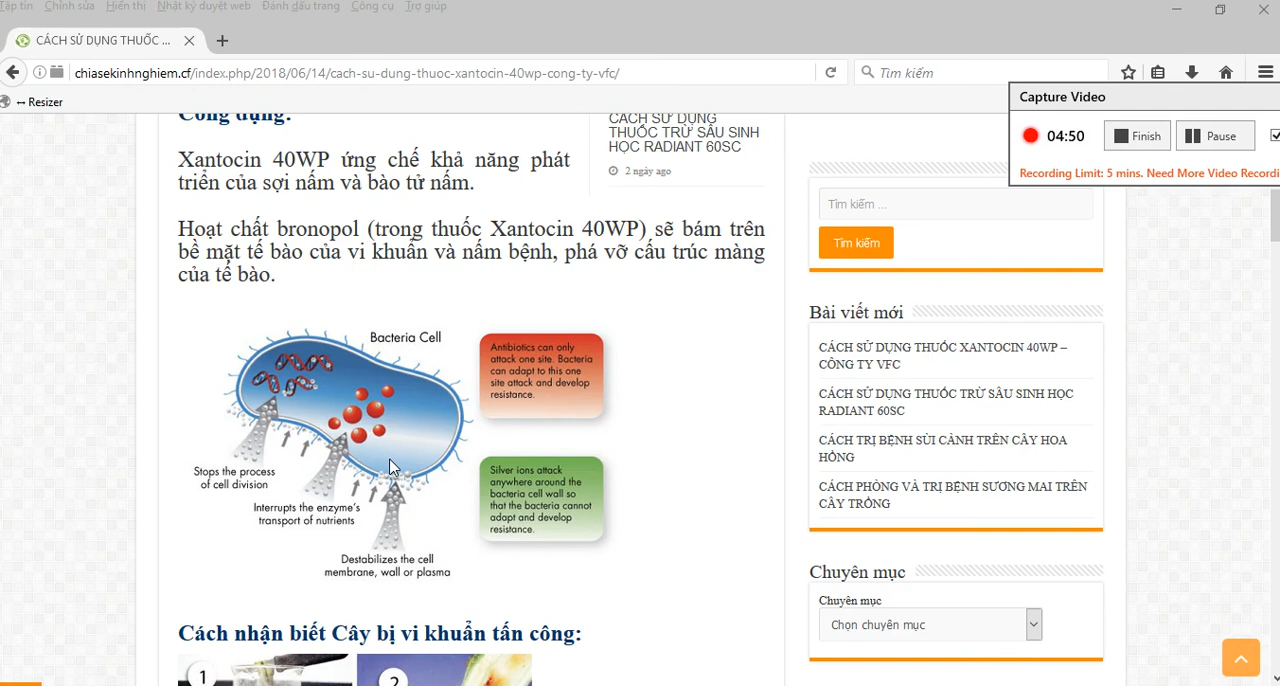 Tập tin Chỉnh sửa Hiển thị Nhật ký duyệt web Đánh dấu trang Công cụ Trợ giúp
CÁCH SỬ DỤNG THUỐC ...
chiasekinhnghiem.cf/index.php/2018/06/14/cach-su-dung-thuoc-xantocin-40wp-cong-ty-vfc/
Tìm kiếm
Resizer
Capture Video
04:50 Finish Pause
Recording Limit: 5 mins. Need More Video Recordi
Công dụng:
Xantocin 40WP ứng chế khả năng phát
triển của sợi nấm và bào tử nấm.
CÁCH SỬ DỤNG
THUỐC TRỪ SÂU SINH
HỌC RADIANT 60SC
2 ngày ago
Hoạt chất bronopol (trong thuốc Xantocin 40WP) sẽ bám trên
bề mặt tế bào của vi khuẩn và nấm bệnh, phá vỡ cấu trúc màng
của tế bào.
Bacteria Cell
Antibiotics can only
attack one site. Bacteria
can adapt to this one
site attack and develop
resistance.
Silver ions attack
anywhere around the
bacteria cell wall so
that the bacteria cannot
adapt and develop
resistance.
Stops the process
of cell division
Interrupts the enzyme's
transport of nutrients
Destabilizes the cell
membrane, wall or plasma
Cách nhận biết Cây bị vi khuẩn tấn công:
1
2
Tìm kiếm ...
Tìm kiếm
Bài viết mới
CÁCH SỬ DỤNG THUỐC XANTOCIN 40WP –
CÔNG TY VFC
CÁCH SỬ DỤNG THUỐC TRỪ SÂU SINH HỌC
RADIANT 60SC
CÁCH TRỊ BỆNH SÙI CÀNH TRÊN CÂY HOA
HỒNG
CÁCH PHÒNG VÀ TRỊ BỆNH SƯƠNG MAI TRÊN
CÂY TRỒNG
Chuyên mục
Chuyên mục
Chọn chuyên mục